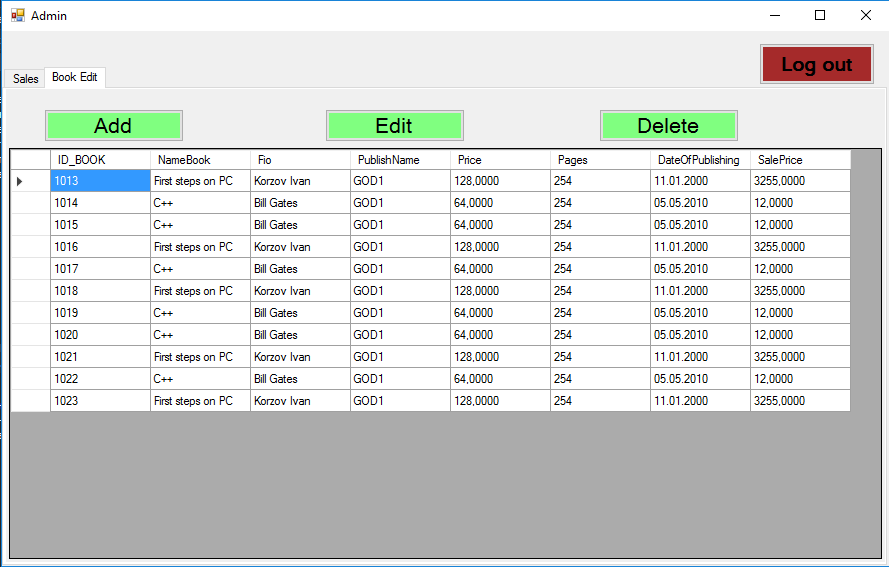 Admin
Log out
Sales Book Edit
Add Edit Delete
ID_BOOK NameBook Fio PublishName Price Pages DateOfPublishing SalePrice
1013 First steps on PC Korzov Ivan GOD1 128,0000 254 11.01.2000 3255,0000
1014 C++ Bill Gates GOD1 64,0000 254 05.05.2010 12,0000
1015 C++ Bill Gates GOD1 64,0000 254 05.05.2010 12,0000
1016 First steps on PC Korzov Ivan GOD1 128,0000 254 11.01.2000 3255,0000
1017 C++ Bill Gates GOD1 64,0000 254 05.05.2010 12,0000
1018 First steps on PC Korzov Ivan GOD1 128,0000 254 11.01.2000 3255,0000
1019 C++ Bill Gates GOD1 64,0000 254 05.05.2010 12,0000
1020 C++ Bill Gates GOD1 64,0000 254 05.05.2010 12,0000
1021 First steps on PC Korzov Ivan GOD1 128,0000 254 11.01.2000 3255,0000
1022 C++ Bill Gates GOD1 64,0000 254 05.05.2010 12,0000
1023 First steps on PC Korzov Ivan GOD1 128,0000 254 11.01.2000 3255,0000